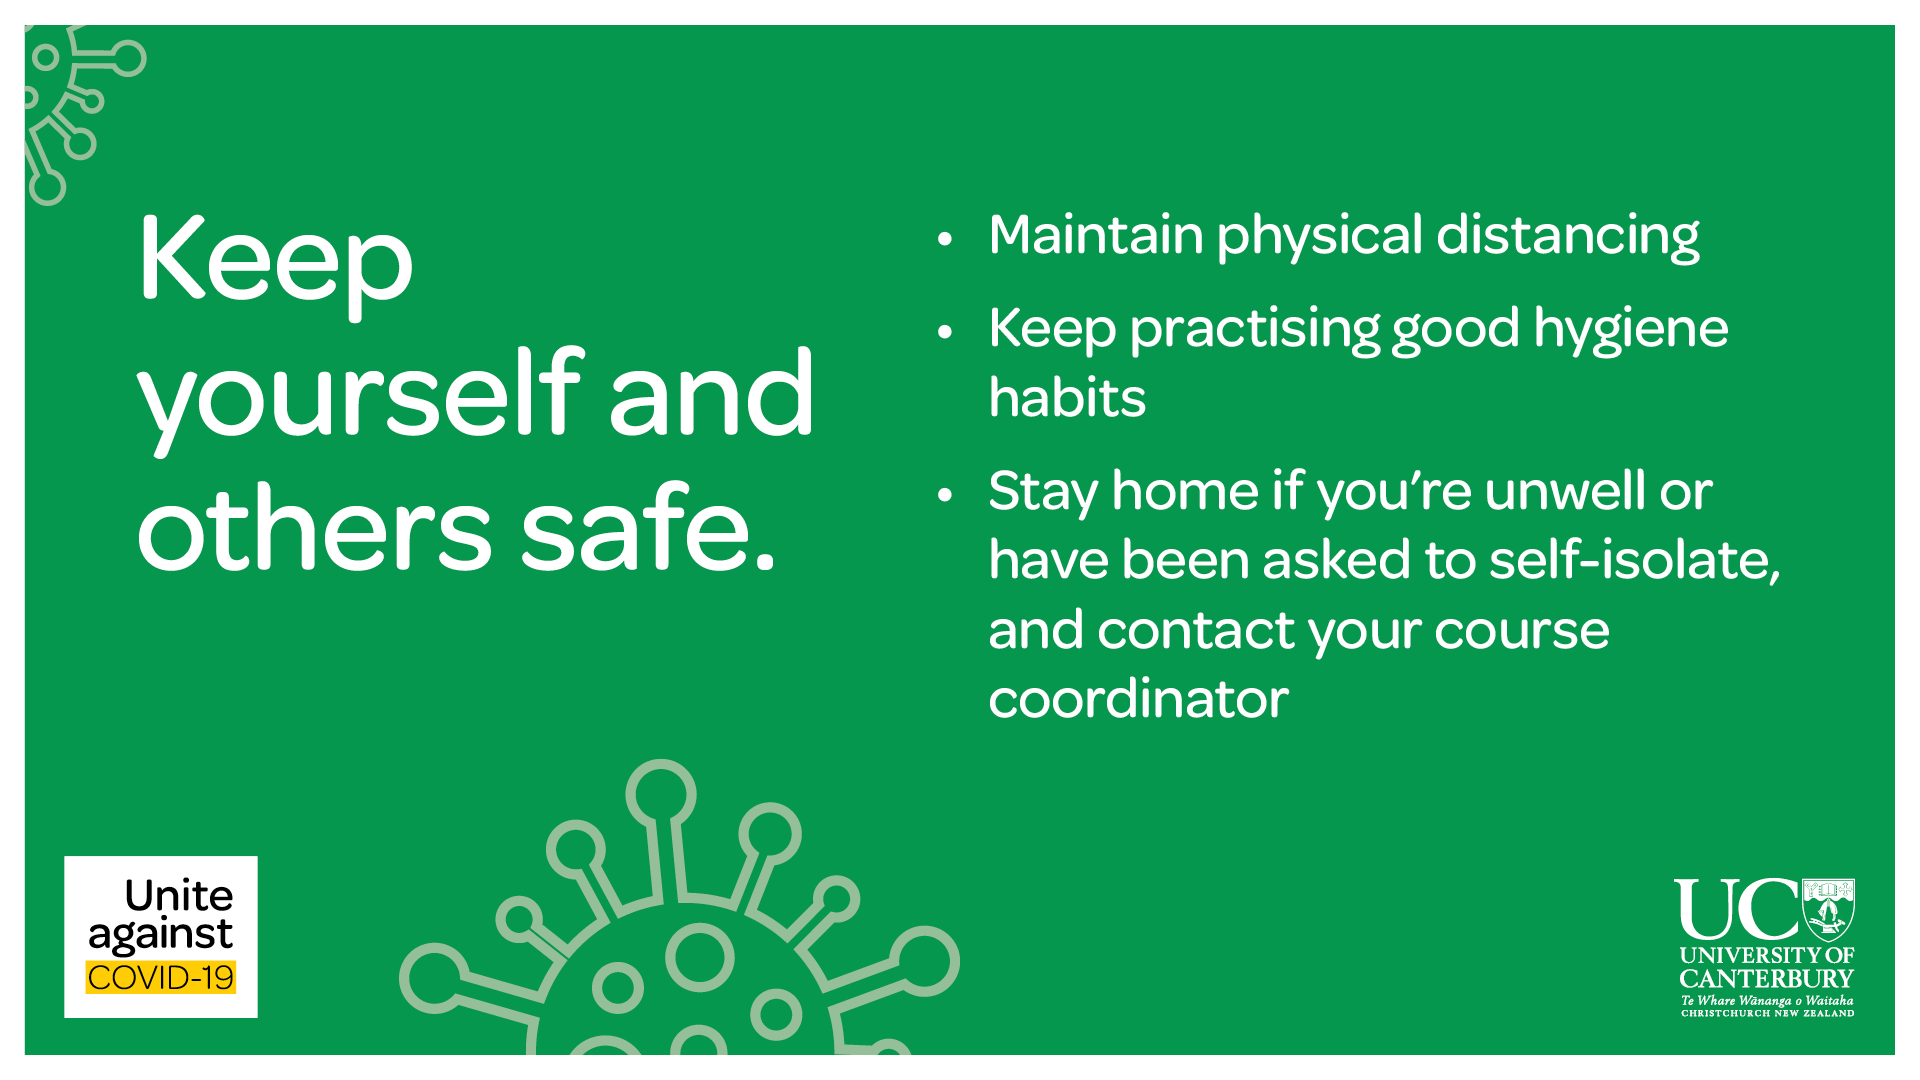 Keep
yourself and
others safe.
• Maintain physical distancing
• Keep practising good hygiene
habits
• Stay home if you're unwell or
have been asked to self-isolate,
and contact your course
coordinator
Unite
against
COVID-19
UC
UNIVERSITY OF
CANTERBURY
Te Whare Wānanga o Waitaha
CHRISTCHURCH NEW ZEALAND